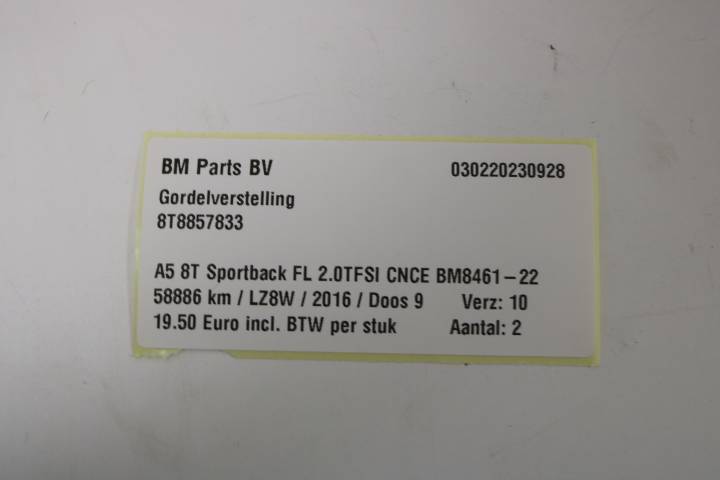 BM Parts BV 030220230928
Gordelverstelling
8T8857833
A5 8T Sportback FL 2.0TFSI CNCE BM8461-22
58886 km / LZ8W / 2016 / Doos 9 Verz: 10
19.50 Euro incl. BTW per stuk Aantal: 2